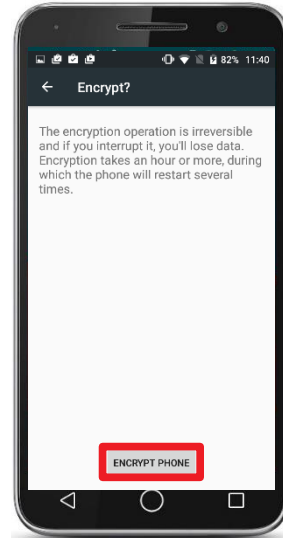 82% 11:40
Encrypt?
The encryption operation is irreversible
and if you interrupt it, you'll lose data.
Encryption takes an hour or more, during
which the phone will restart several
times.
ENCRYPT PHONE